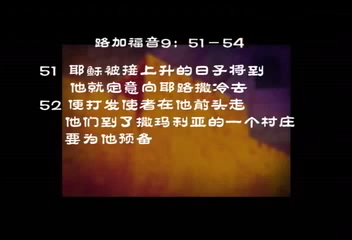 路加福音9：51－54
51 耶稣被接上升的日子将到
他就定意向耶路撒冷去
52 便打发使者在他前头走
他们到了撒玛利亚的一个村庄
要为他预备